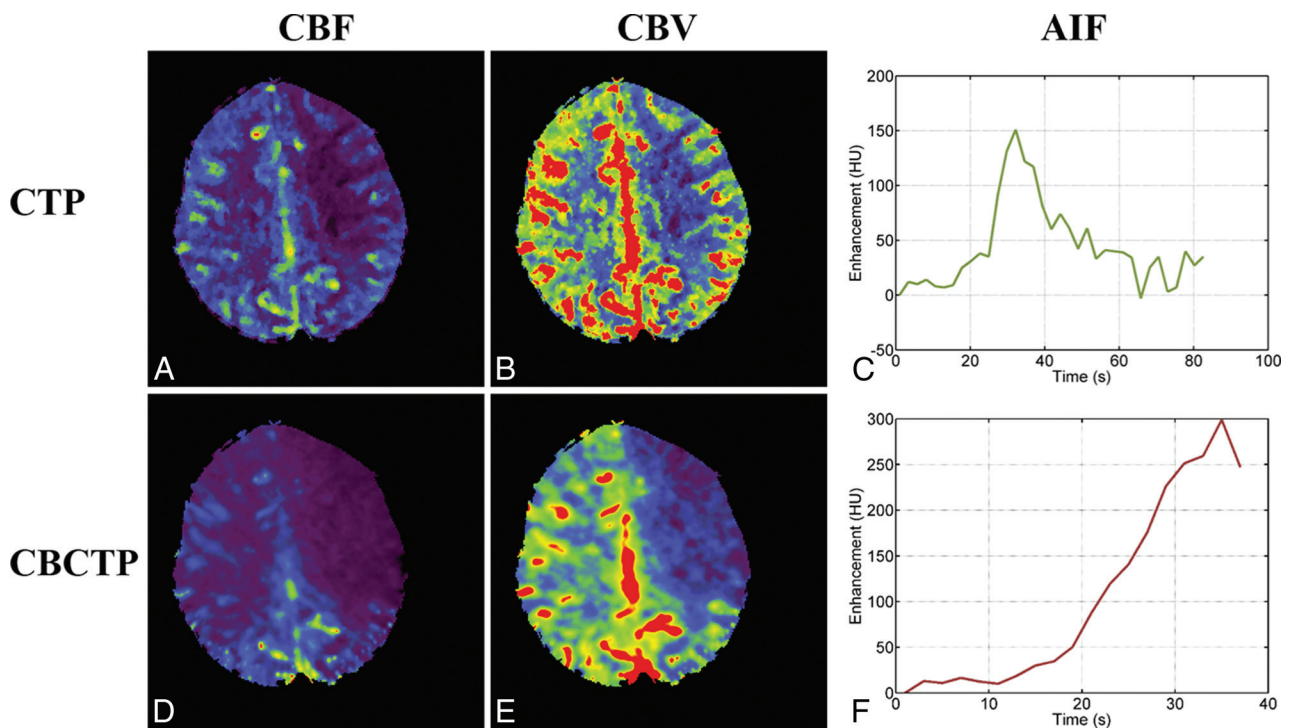 CBF CBV AIF
CTP
A B C
Enhancement (HU)
200
150
100
50
0
-50
0 20 40 60 80 100
Time (s)
CBCTP
D E F
Enhancement (HU)
300
250
200
150
100
50
0
0 10 20 30 40
Time (s)